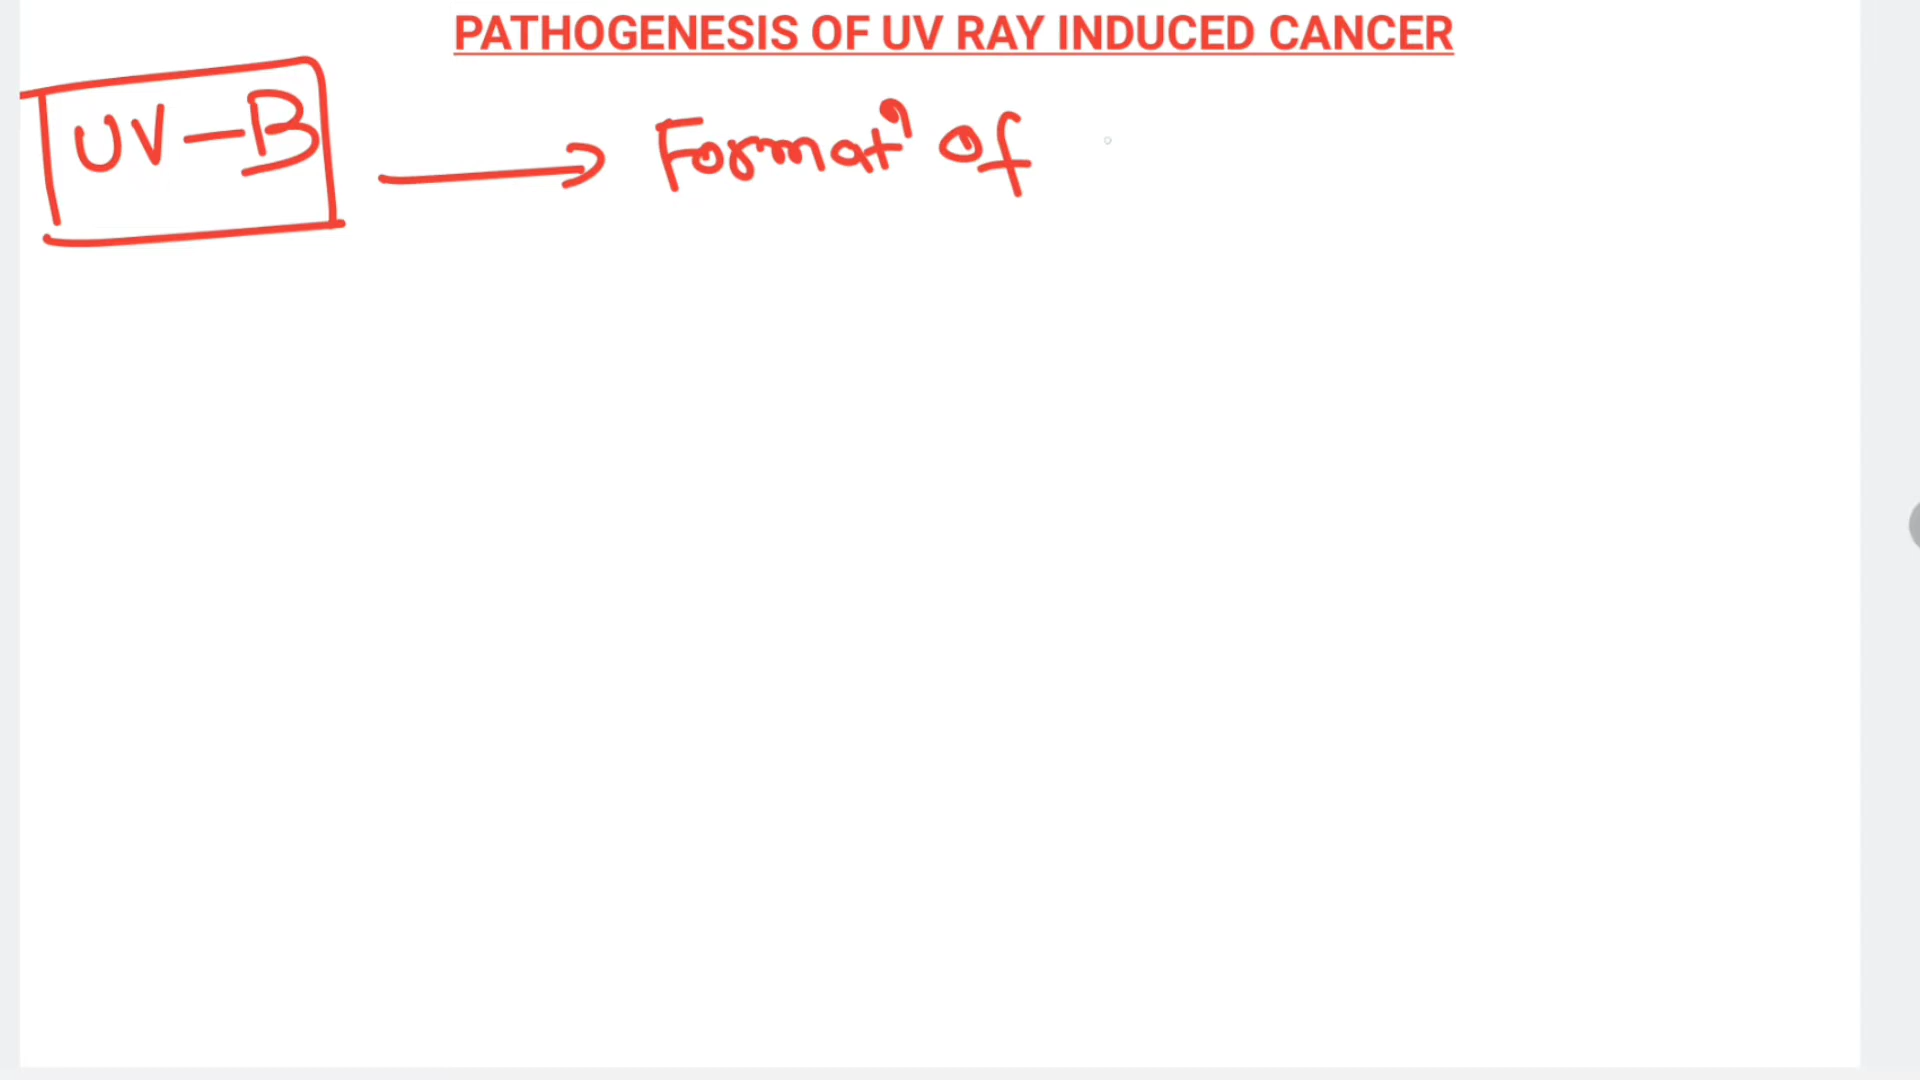 PATHOGENESIS OF UV RAY INDUCED CANCER
UV-B → Formatⁿ of